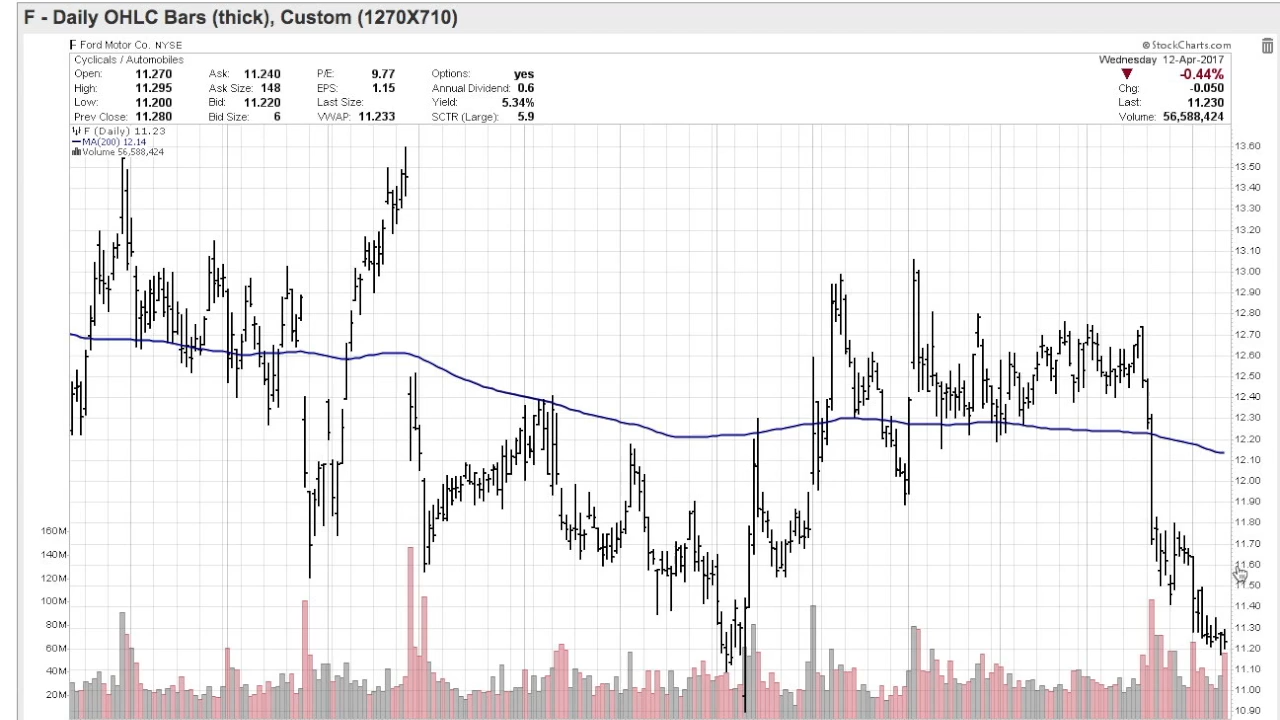 F - Daily OHLC Bars (thick), Custom (1270X710)
F Ford Motor Co. NYSE
© StockCharts.com
Cyclicals / Automobiles
Wednesday 12-Apr-2017
Open: 11.270 Ask: 11.240 P/E: 9.77 Options: yes -0.44%
High: 11.295 Ask Size: 148 EPS: 1.15 Annual Dividend: 0.6 Chg: -0.050
Low: 11.200 Bid: 11.220 Last Size: Yield: 5.34% Last: 11.230
Prev Close: 11.280 Bid Size: 6 VWAP: 11.233 SCTR (Large): 5.9 Volume: 56,588,424
F (Daily) 11.23
MA(200) 12.14
Volume 56,588,424
13.60
13.50
13.40
13.30
13.20
13.10
13.00
12.90
12.80
12.70
12.60
12.50
12.40
12.30
12.20
12.10
12.00
11.90
11.80
11.70
11.60
11.50
11.40
11.30
11.20
11.10
11.00
10.90
160M
140M
120M
100M
80M
60M
40M
20M